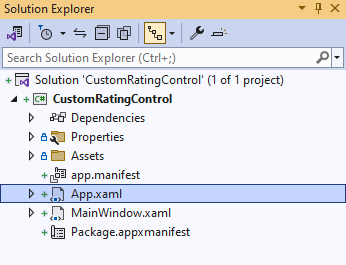 Solution Explorer
Search Solution Explorer (Ctrl+;)
Solution 'CustomRatingControl' (1 of 1 project)
C# CustomRatingControl
Dependencies
Properties
Assets
app.manifest
App.xaml
MainWindow.xaml
Package.appxmanifest